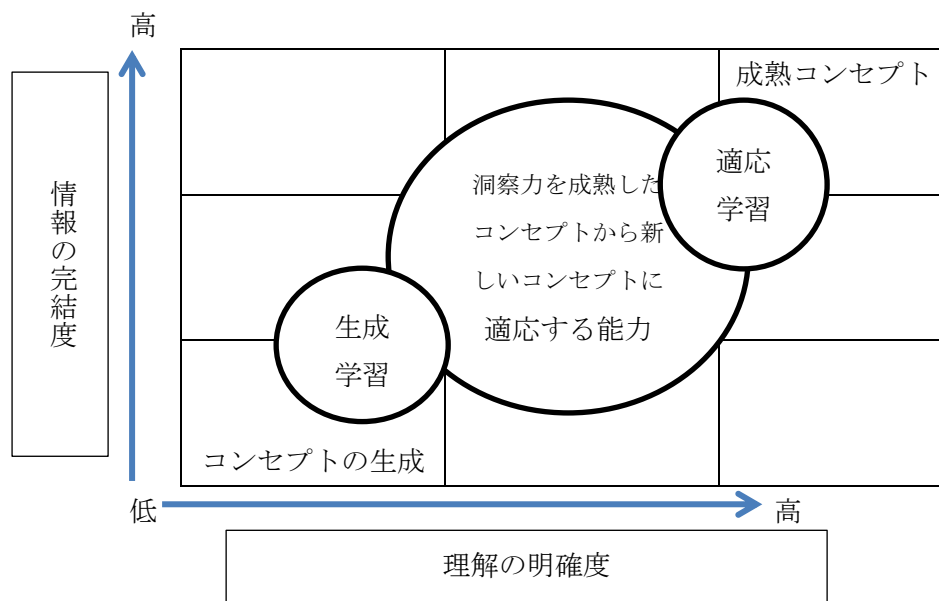 高
成熟コンセプト
適応
学習
洞察力を成熟した
コンセプトから新
しいコンセプトに
適応する能力
情報の完結度
生成
学習
コンセプトの生成
低
高
理解の明確度